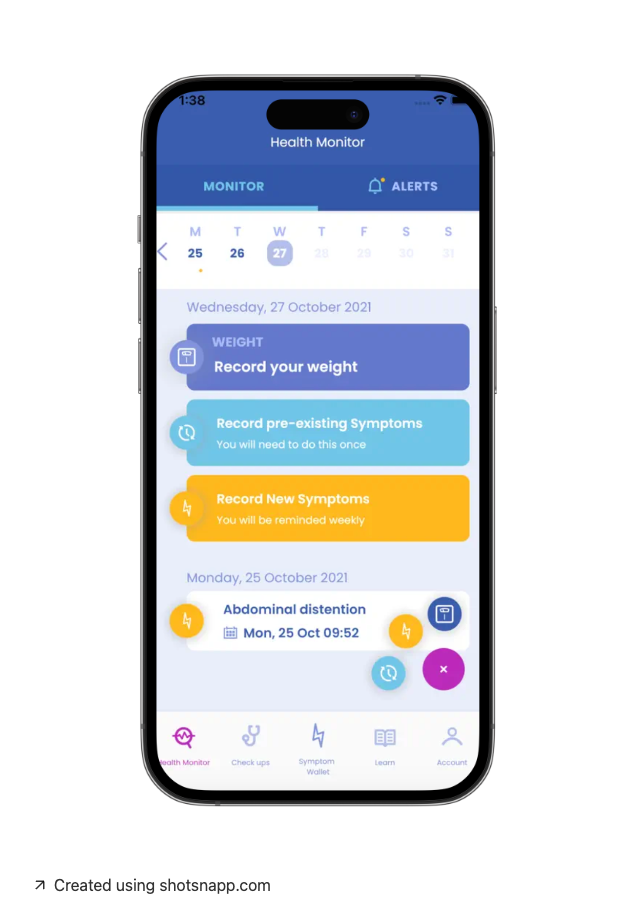 1:38
Health Monitor
MONITOR
ALERTS
M T W T F S S
25 26 27 28 29 30 31
Wednesday, 27 October 2021
WEIGHT
Record your weight
Record pre-existing Symptoms
You will need to do this once
Record New Symptoms
You will be reminded weekly
Monday, 25 October 2021
Abdominal distention
Mon, 25 Oct 09:52
ealth Monitor
Check ups
Symptom
Wallet
Learn
Account
Created using shotsnapp.com